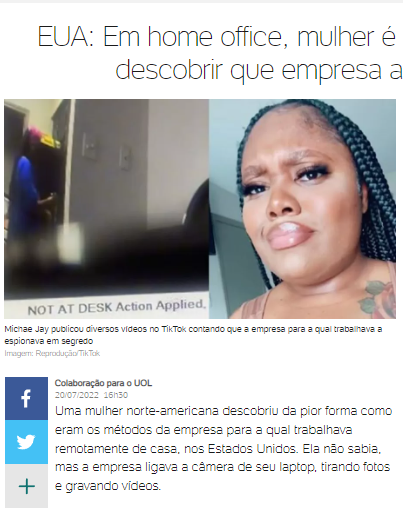 EUA: Em home office, mulher é
descobrir que empresa a
NOT AT DESK Action Applied,
Michae Jay publicou diversos vídeos no TikTok contando que a empresa para a qual trabalhava a
espionava em segredo
Imagem: Reprodução/TikTok
Colaboração para o UOL
20/07/2022 16h30
Uma mulher norte-americana descobriu da pior forma como
eram os métodos da empresa para a qual trabalhava
remotamente de casa, nos Estados Unidos. Ela não sabia,
mas a empresa ligava a câmera de seu laptop, tirando fotos
e gravando vídeos.